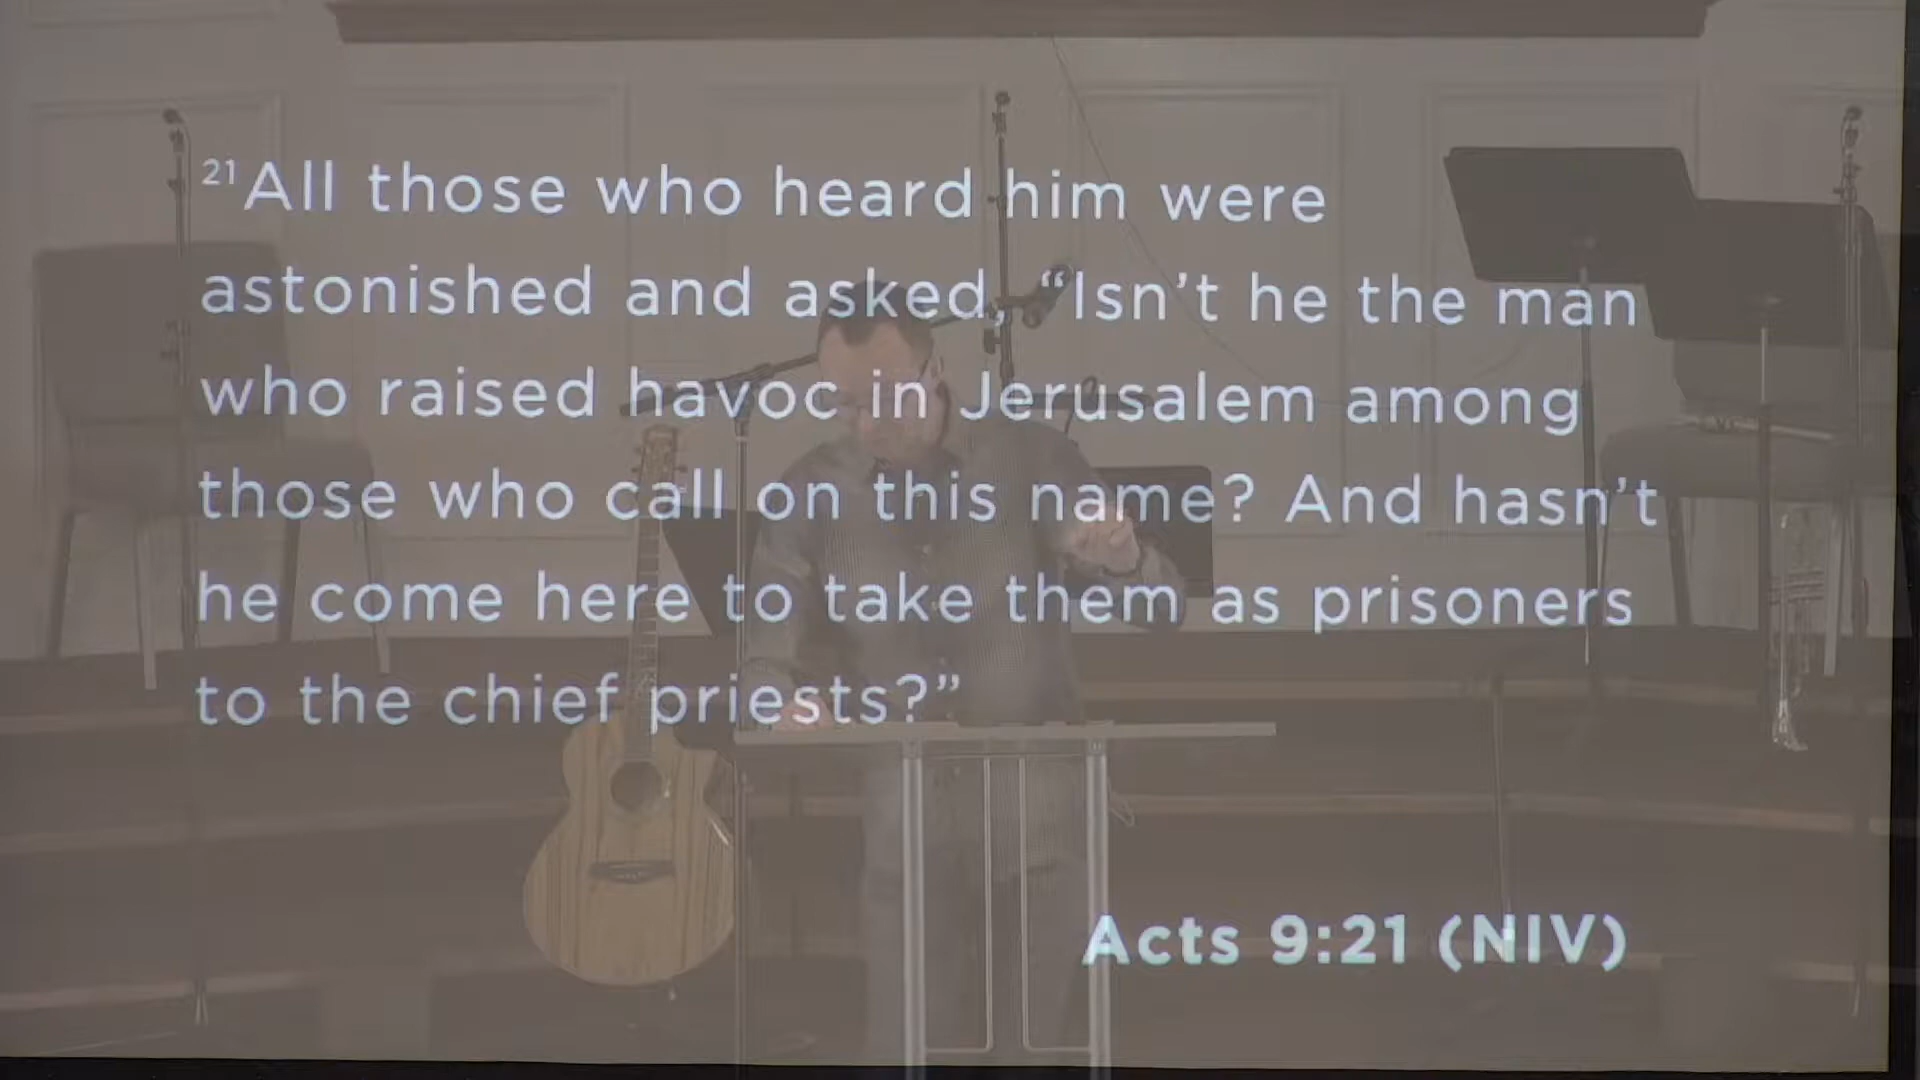 21All those who heard him were
astonished and asked, “Isn’t he the man
who raised havoc in Jerusalem among
those who call on this name? And hasn’t
he come here to take them as prisoners
to the chief priests?”
Acts 9:21 (NIV)